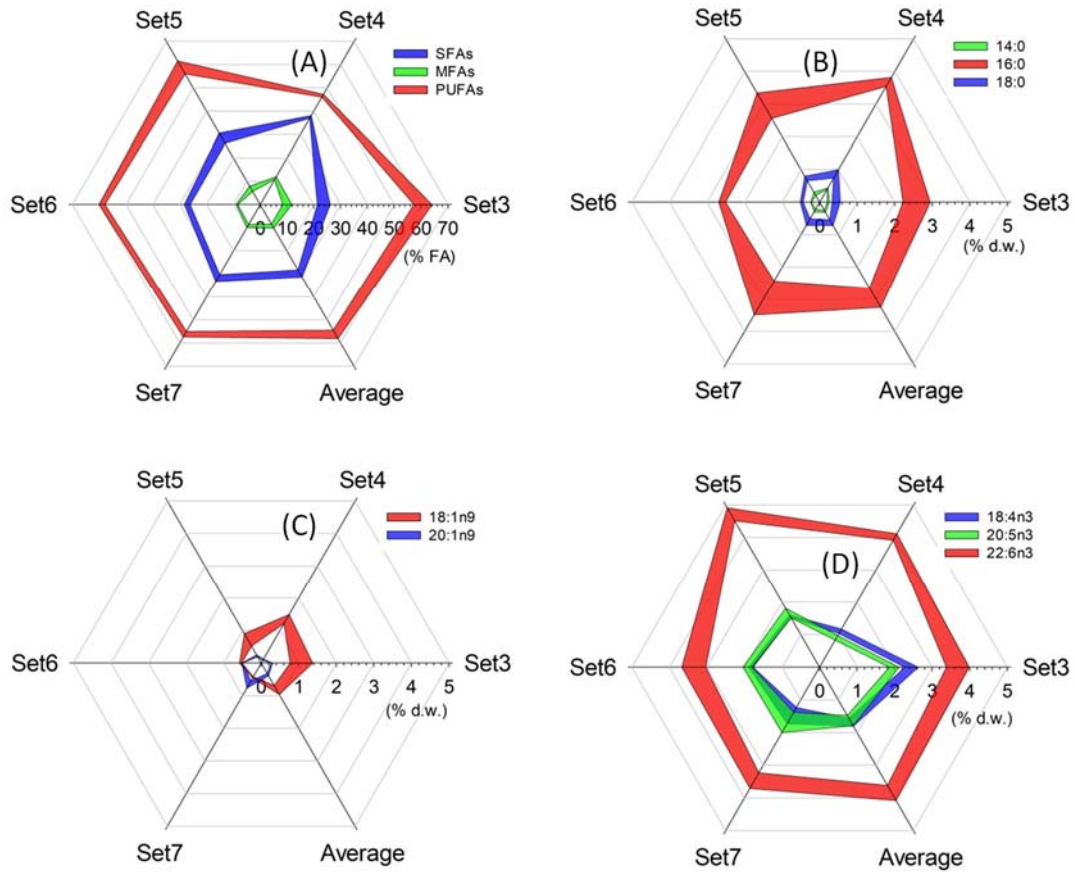 Set5
Set4
(A)
SFAs
MFAs
PUFAs
Set6
0 10 20 30 40 50 60 70
Set3
(% FA)
Set7
Average
Set5
Set4
(B)
14:0
16:0
18:0
Set6
0 1 2 3 4 5
Set3
(% d.w.)
Set7
Average
Set5
Set4
(C)
18:1n9
20:1n9
Set6
0 1 2 3 4 5
Set3
(% d.w.)
Set7
Average
Set5
Set4
(D)
18:4n3
20:5n3
22:6n3
Set6
0 1 2 3 4 5
Set3
(% d.w.)
Set7
Average